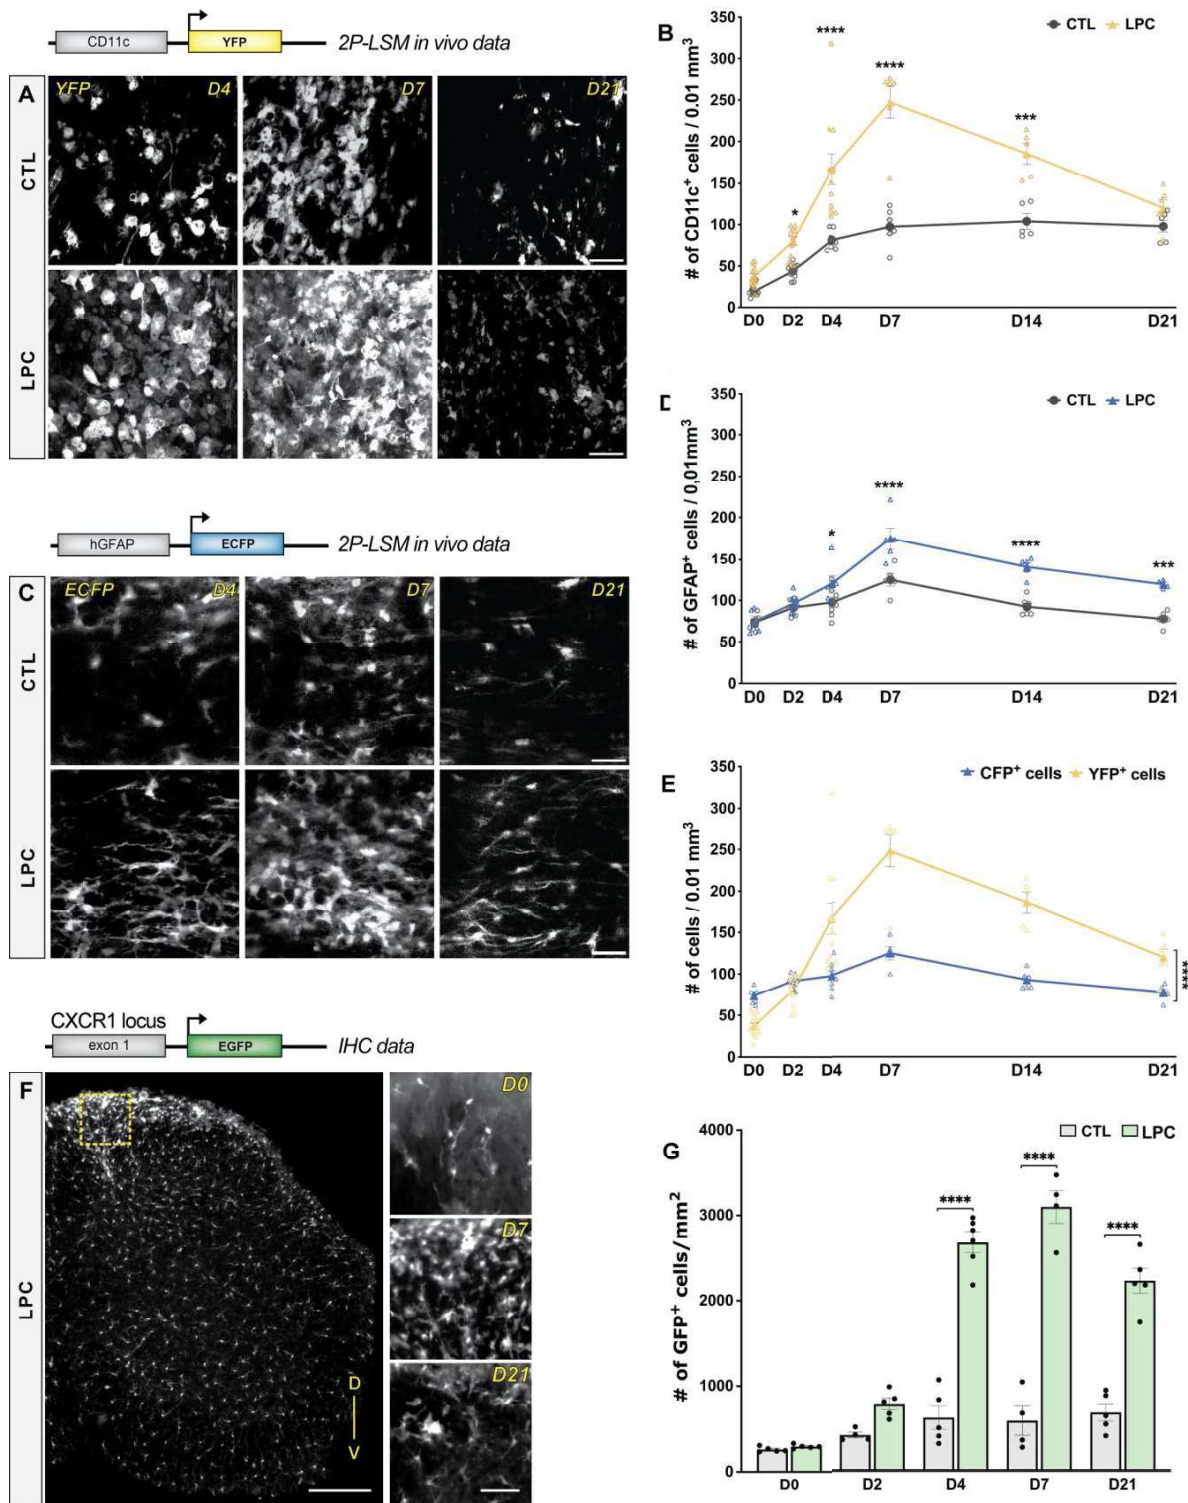 CD11c YFP 2P-LSM in vivo data
A YFP D4 D7 D21
CTL
LPC
B CTL LPC
# of CD11c+ cells / 0.01 mm3
350
300
250
200
150
100
50
0
**** **** *** *
D0 D2 D4 D7 D14 D21
hGFAP ECFP 2P-LSM in vivo data
C ECFP D4 D7 D21
CTL
LPC
D CTL LPC
# of GFAP+ cells / 0,01mm3
350
300
250
200
150
100
50
0
* **** **** ***
D0 D2 D4 D7 D14 D21
E CFP+ cells YFP+ cells
# of cells / 0.01 mm3
350
300
250
200
150
100
50
0
****
D0 D2 D4 D7 D14 D21
CXCR1 locus
exon 1 EGFP IHC data
F D0
D7
D21
LPC
D
V
G CTL LPC
# of GFP+ cells/mm2
4000
3000
2000
1000
0
**** **** ****
D0 D2 D4 D7 D21